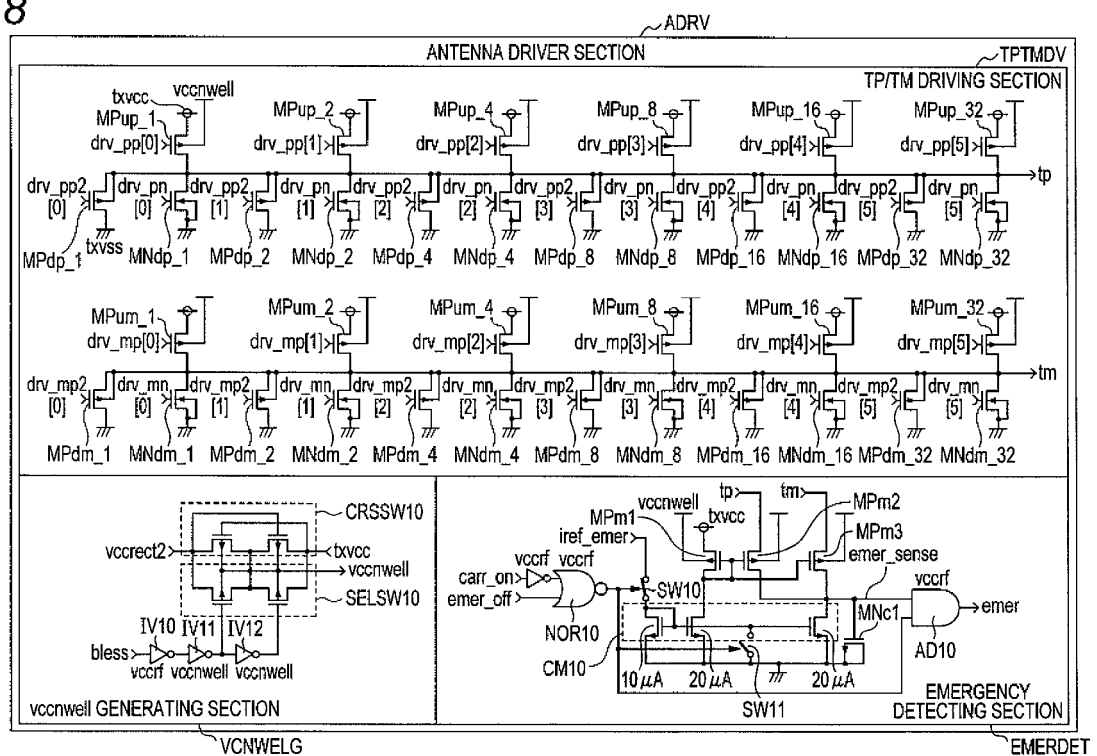 8
ADRV
ANTENNA DRIVER SECTION
TPTMDV
TP/TM DRIVING SECTION
txvcc vccnwell
MPup_1 MPup_2 MPup_4 MPup_8 MPup_16 MPup_32
drv_pp[0] drv_pp[1] drv_pp[2] drv_pp[3] drv_pp[4] drv_pp[5]
tp
drv_pp2 drv_pn drv_pp2 drv_pn drv_pp2 drv_pn drv_pp2 drv_pn drv_pp2 drv_pn drv_pp2 drv_pn
[0] [0] [1] [1] [2] [2] [3] [3] [4] [4] [5] [5]
txvss
MPdp_1 MNdp_1 MPdp_2 MNdp_2 MPdp_4 MNdp_4 MPdp_8 MNdp_8 MPdp_16 MNdp_16 MPdp_32 MNdp_32
MPum_1 MPum_2 MPum_4 MPum_8 MPum_16 MPum_32
drv_mp[0] drv_mp[1] drv_mp[2] drv_mp[3] drv_mp[4] drv_mp[5]
tm
drv_mp2 drv_mn drv_mp2 drv_mn drv_mp2 drv_mn drv_mp2 drv_mn drv_mp2 drv_mn drv_mp2 drv_mn
[0] [0] [1] [1] [2] [2] [3] [3] [4] [4] [5] [5]
MPdm_1 MNdm_1 MPdm_2 MNdm_2 MPdm_4 MNdm_4 MPdm_8 MNdm_8 MPdm_16 MNdm_16 MPdm_32 MNdm_32
CRSSW10
vccrect2 txvcc
vccnwell
SELSW10
IV10 IV11 IV12
bless
vccrf vccnwell vccnwell
vccnwell GENERATING SECTION
VCNWELG
tp tm
vccnwell MPm2
MPm1 txvcc MPm3
iref_emer emer_sense
vccrf vccrf vccrf
carr_on SW10 MNc1
emer_off emer
NOR10 AD10
CM10
10μA 20μA 20μA
SW11
EMERGENCY
DETECTING SECTION
EMERDET